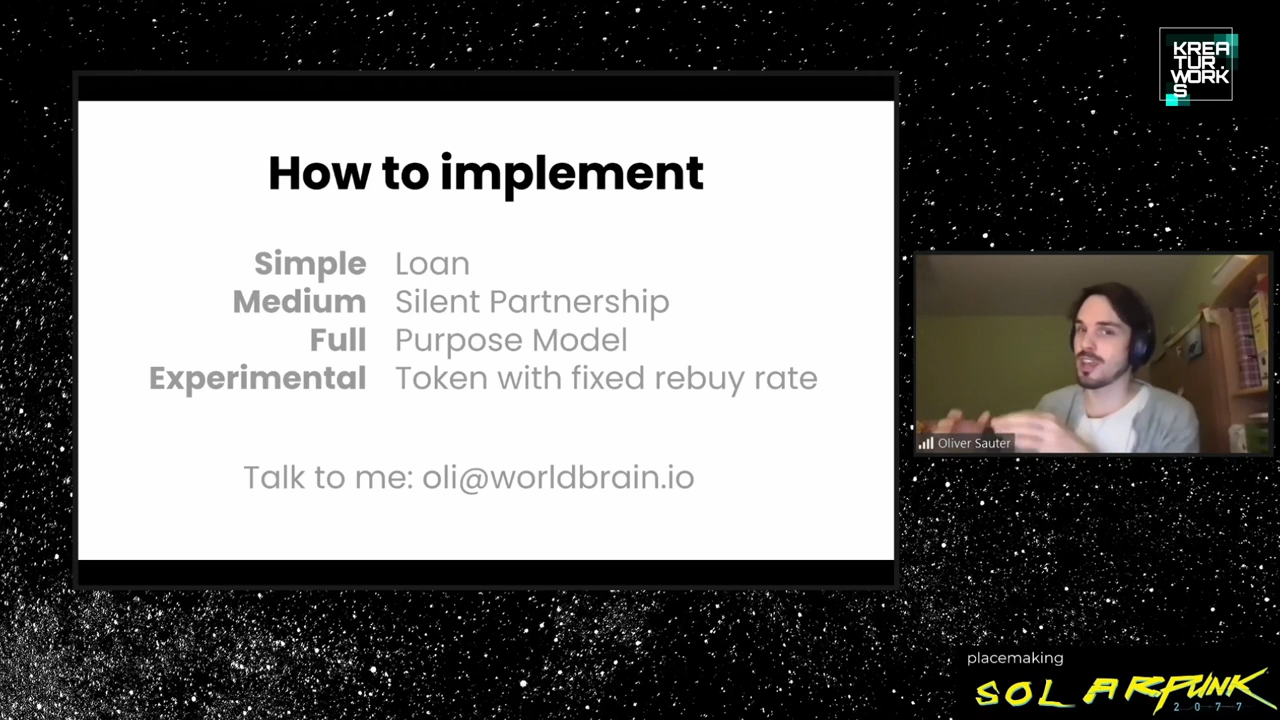 KREA
TUR.
WORK
S
How to implement
Simple Loan
Medium Silent Partnership
Full Purpose Model
Experimental Token with fixed rebuy rate
Talk to me: oli@worldbrain.io
Oliver Sauter
placemaking
SOLARPUNK
2077